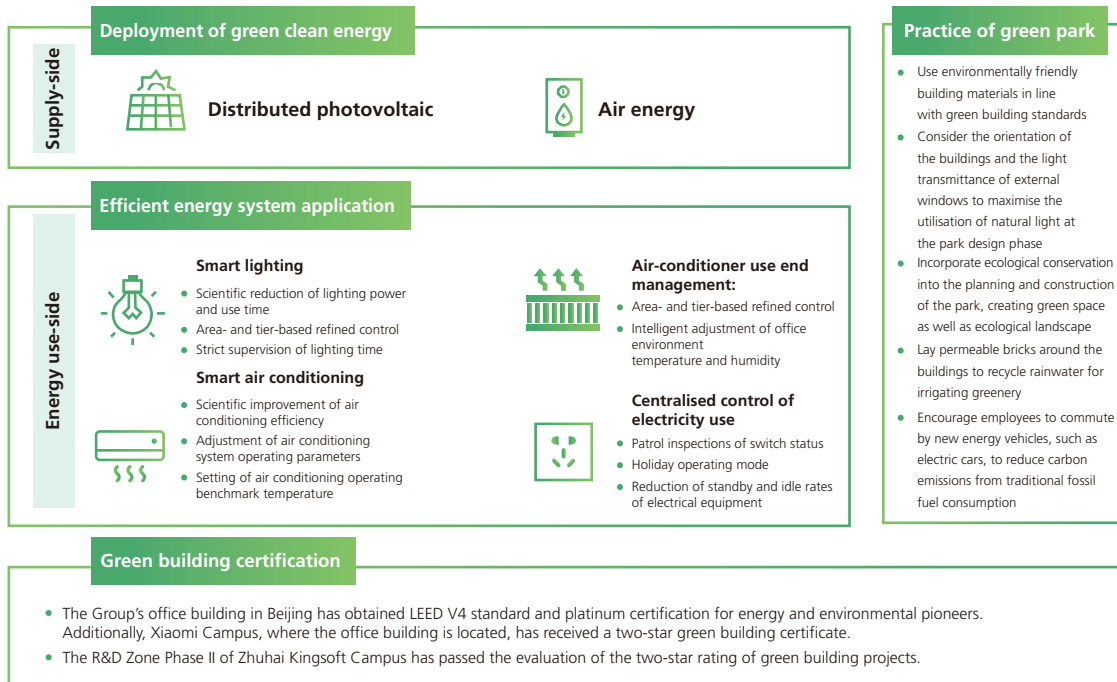 Deployment of green clean energy
Supply-side
Distributed photovoltaic
Air energy
Efficient energy system application
Energy use-side
Smart lighting
• Scientific reduction of lighting power
and use time
• Area- and tier-based refined control
• Strict supervision of lighting time
Smart air conditioning
• Scientific improvement of air
conditioning efficiency
• Adjustment of air conditioning
system operating parameters
• Setting of air conditioning operating
benchmark temperature
Air-conditioner use end
management:
• Area- and tier-based refined control
• Intelligent adjustment of office
environment
temperature and humidity
Centralised control of
electricity use
• Patrol inspections of switch status
• Holiday operating mode
• Reduction of standby and idle rates
of electrical equipment
Practice of green park
• Use environmentally friendly
building materials in line
with green building standards
• Consider the orientation of
the buildings and the light
transmittance of external
windows to maximise the
utilisation of natural light at
the park design phase
• Incorporate ecological conservation
into the planning and construction
of the park, creating green space
as well as ecological landscape
• Lay permeable bricks around the
buildings to recycle rainwater for
irrigating greenery
• Encourage employees to commute
by new energy vehicles, such as
electric cars, to reduce carbon
emissions from traditional fossil
fuel consumption
Green building certification
• The Group's office building in Beijing has obtained LEED V4 standard and platinum certification for energy and environmental pioneers.
Additionally, Xiaomi Campus, where the office building is located, has received a two-star green building certificate.
• The R&D Zone Phase II of Zhuhai Kingsoft Campus has passed the evaluation of the two-star rating of green building projects.